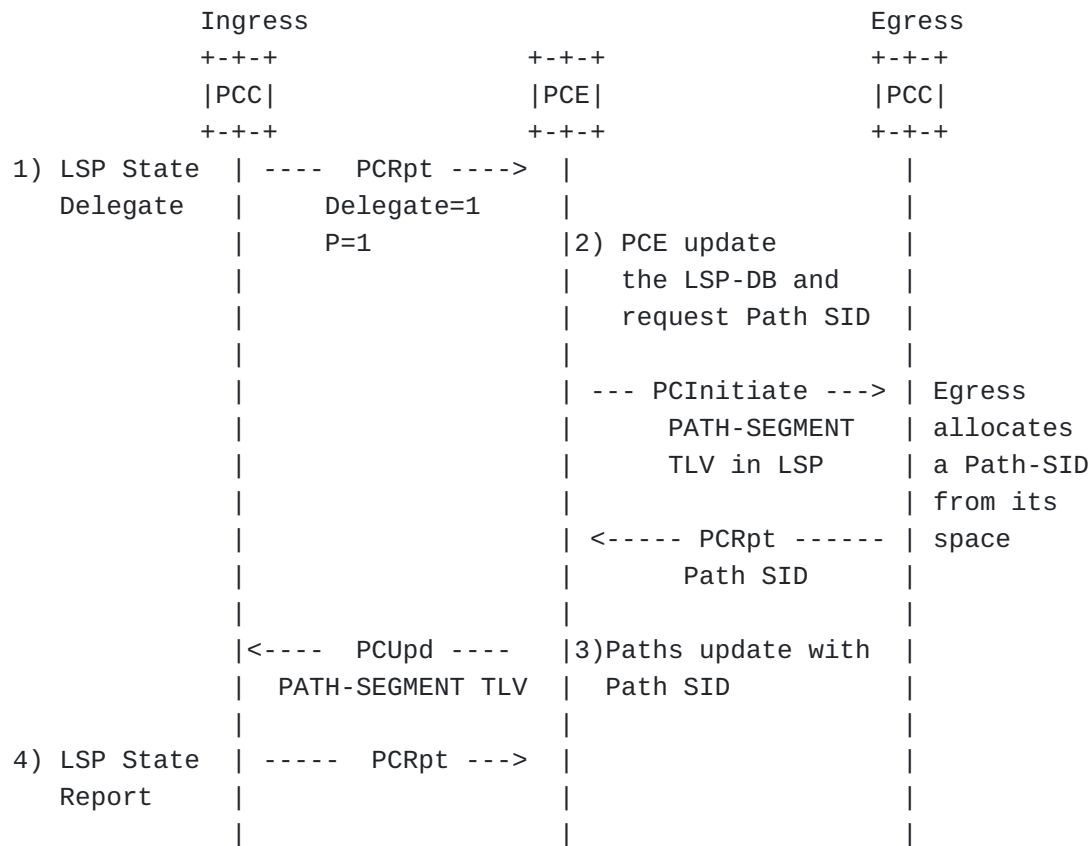 Ingress                                    Egress
            +-+-+                +-+-+                 +-+-+
            |PCC|                |PCE|                 |PCC|
            +-+-+                +-+-+                 +-+-+
1) LSP State  | ----  PCRpt ---->  |                     |
   Delegate   |     Delegate=1     |                     |
              |     P=1            |2) PCE update        |
              |                    |   the LSP-DB and    |
              |                    |   request Path SID  |
              |                    |                     |
              |                    | --- PCInitiate ---> | Egress
              |                    |      PATH-SEGMENT   | allocates
              |                    |      TLV in LSP     | a Path-SID
              |                    |                     | from its
              |                    | <----- PCRpt ------ | space
              |                    |       Path SID      |
              |                    |                     |
              |<----  PCUpd ----   |3)Paths update with  |
              |  PATH-SEGMENT TLV  |  Path SID           |
              |                    |                     |
4) LSP State  | -----  PCRpt --->  |                     |
   Report     |                    |                     |
              |                    |                     |